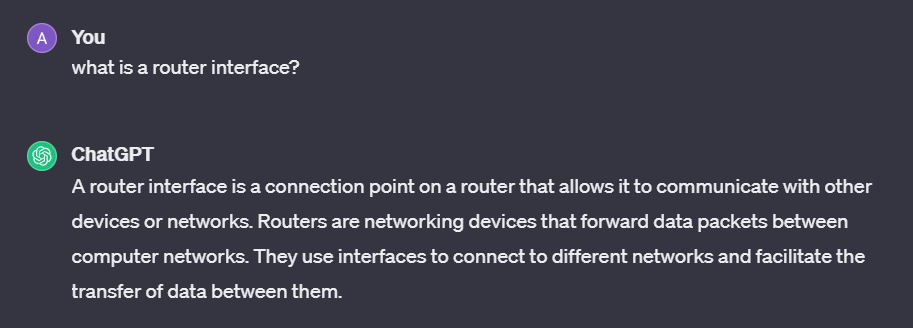 A
You
what is a router interface?
ChatGPT
A router interface is a connection point on a router that allows it to communicate with other
devices or networks. Routers are networking devices that forward data packets between
computer networks. They use interfaces to connect to different networks and facilitate the
transfer of data between them.